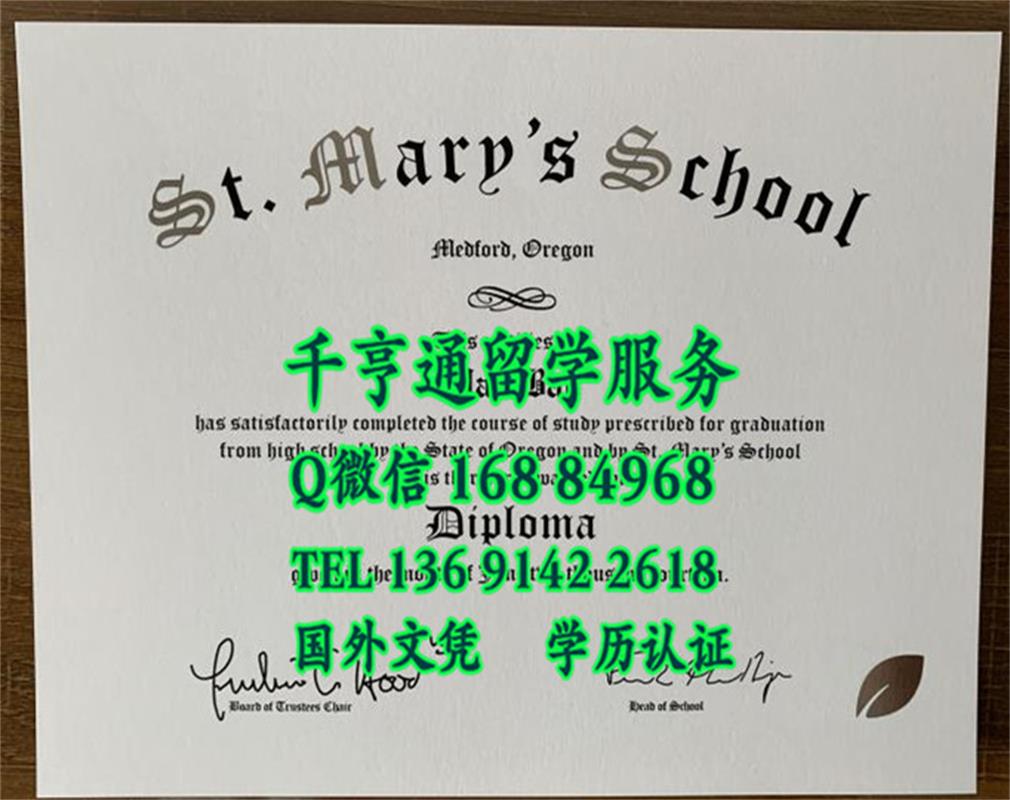 St. Mary's School
Medford, Oregon
千亨通留学服务
has satisfactorily completed the course of study prescribed for graduation
from high school by the State of Oregon and by St. Mary's School
Q微信 168 84968
Diploma
TEL 136 9142 2618
国外文凭 学历认证
Board of Trustees Chair
Head of School